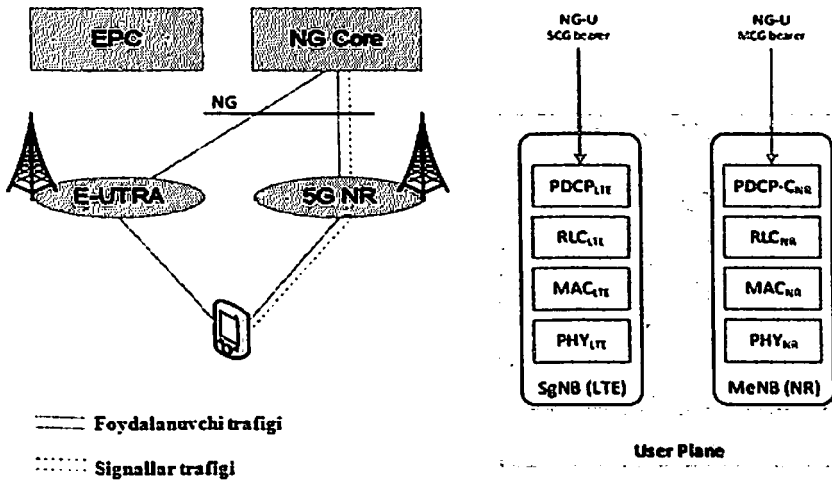 EPC
NG Core
NG
E-UTRA
5G NR
Foydalanuvchi trafigi
Signallar trafigi
NG-U
SCG bearer
NG-U
MCG bearer
PDCP LTE
PDCP-C NR
RLC LTE
RLC NR
MAC LTE
MAC NR
PHY LTE
PHY NR
SgNB (LTE)
MeNB (NR)
User Plane